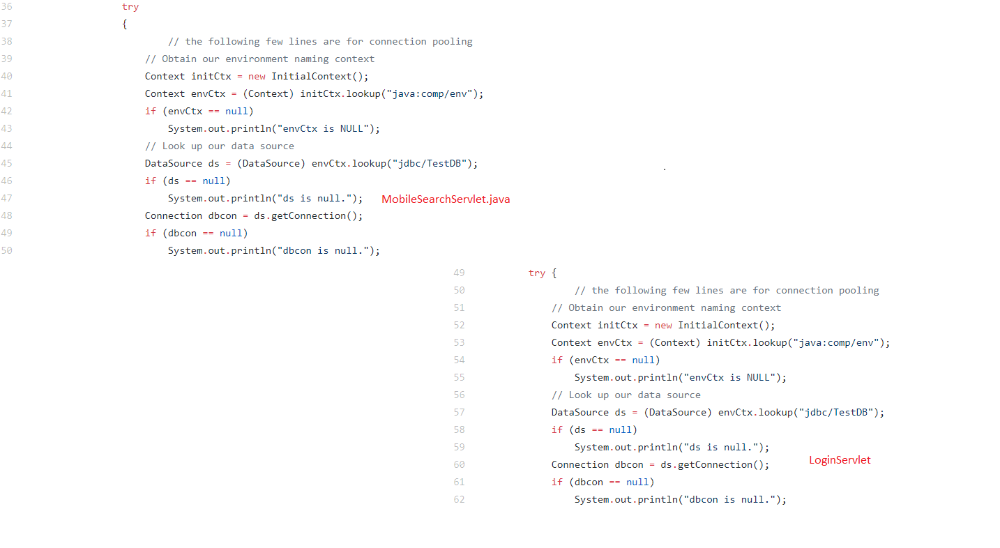 36 try
37 {
38 // the following few lines are for connection pooling
39 // Obtain our environment naming context
40 Context initCtx = new InitialContext();
41 Context envCtx = (Context) initCtx.lookup("java:comp/env");
42 if (envCtx == null)
43 System.out.println("envCtx is NULL");
44 // Look up our data source
45 DataSource ds = (DataSource) envCtx.lookup("jdbc/TestDB");
46 if (ds == null)
47 System.out.println("ds is null."); MobileSearchServlet.java
48 Connection dbcon = ds.getConnection();
49 if (dbcon == null)
50 System.out.println("dbcon is null.");
49 try {
50 // the following few lines are for connection pooling
51 // Obtain our environment naming context
52 Context initCtx = new InitialContext();
53 Context envCtx = (Context) initCtx.lookup("java:comp/env");
54 if (envCtx == null)
55 System.out.println("envCtx is NULL");
56 // Look up our data source
57 DataSource ds = (DataSource) envCtx.lookup("jdbc/TestDB");
58 if (ds == null)
59 System.out.println("ds is null.");
60 Connection dbcon = ds.getConnection(); LoginServlet
61 if (dbcon == null)
62 System.out.println("dbcon is null.");